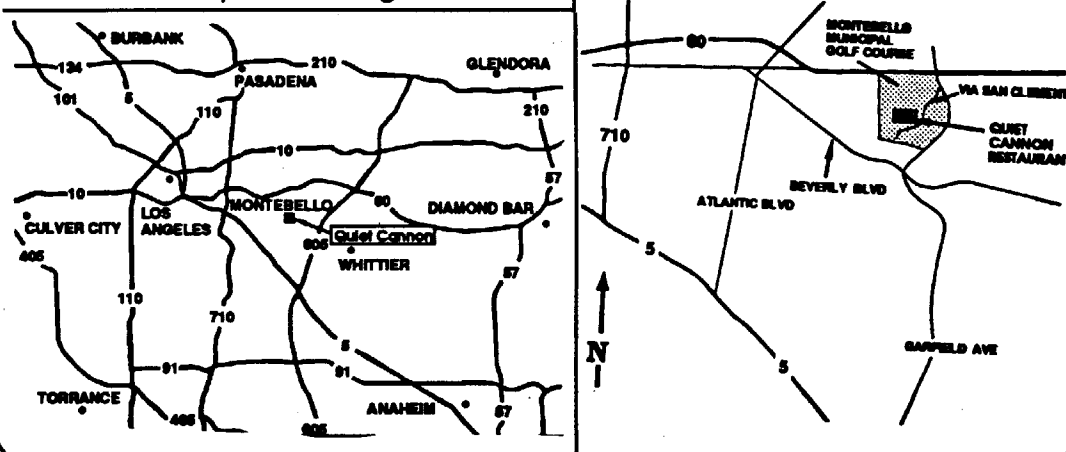 BURBANK
134
5
101
210
GLENDORA
PASADENA
110
210
10
57
10
MONTEBELLO
60
DIAMOND BAR
CULVER CITY
LOS
ANGELES
605
Quiet Cannon
WHITTIER
405
57
110
710
5
91
91
TORRANCE
405
ANAHEIM
57
605
60
MONTEBELLO
MUNICIPAL
GOLF COURSE
VIA SAN CLEMENT
710
QUIET
CANNON
RESTAURAN
BEVERLY BLVD
ATLANTIC BLVD
5
N
GARFIELD AVE
5